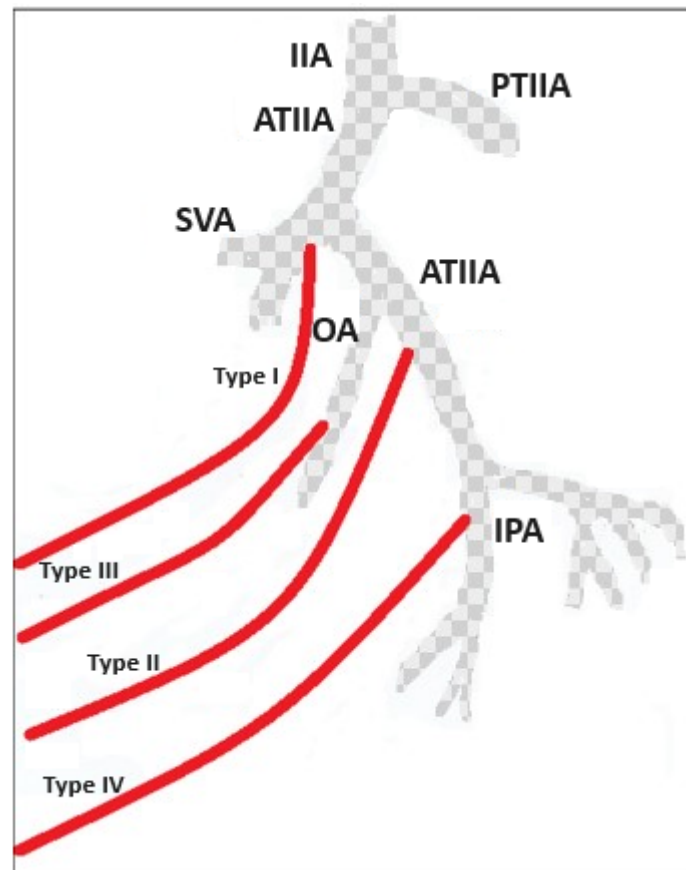 IIA
PTIIA
ATIIA
SVA
ATIIA
OA
Type I
IPA
Type III
Type II
Type IV